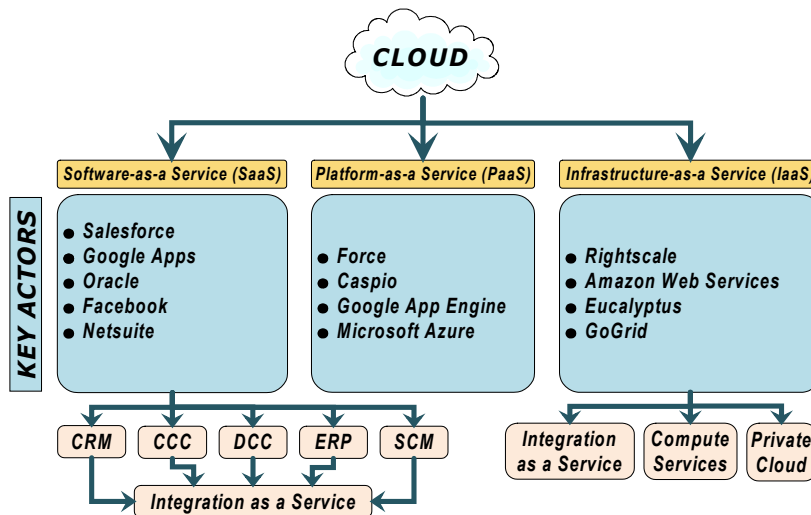 CLOUD
Software-as-a Service (SaaS)
Platform-as-a Service (PaaS)
Infrastructure-as-a Service (IaaS)
KEY ACTORS
Salesforce
Google Apps
Oracle
Facebook
Netsuite
Force
Caspio
Google App Engine
Microsoft Azure
Rightscale
Amazon Web Services
Eucalyptus
GoGrid
CRM
CCC
DCC
ERP
SCM
Integration as a Service
Integration
as a Service
Compute
Services
Private
Cloud